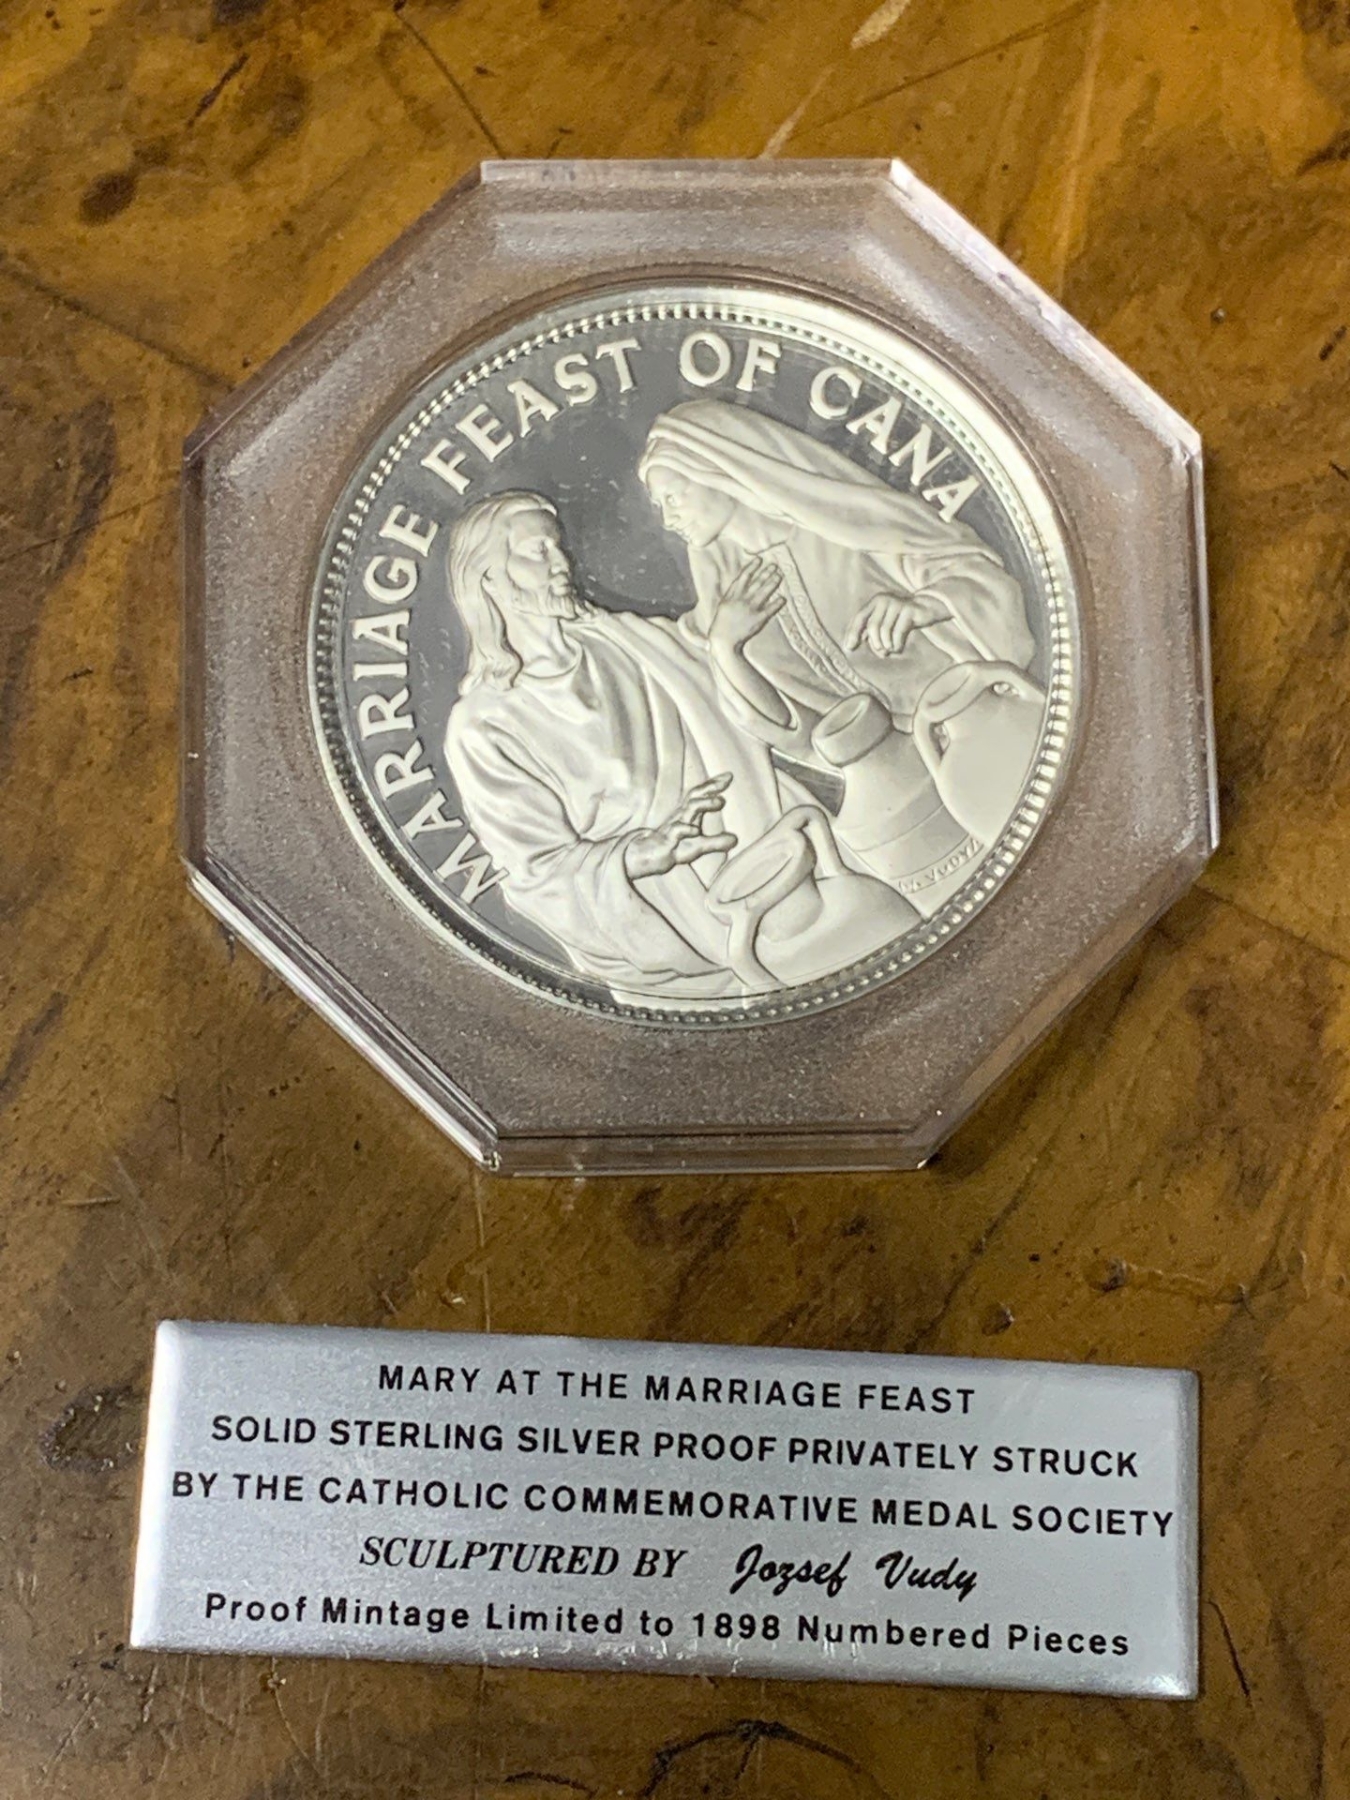 MARRIAGE FEAST OF CANA
VUDY
MARY AT THE MARRIAGE FEAST
SOLID STERLING SILVER PROOF PRIVATELY STRUCK
BY THE CATHOLIC COMMEMORATIVE MEDAL SOCIETY
SCULPTURED BY Jozsef Vudy
Proof Mintage Limited to 1898 Numbered Pieces